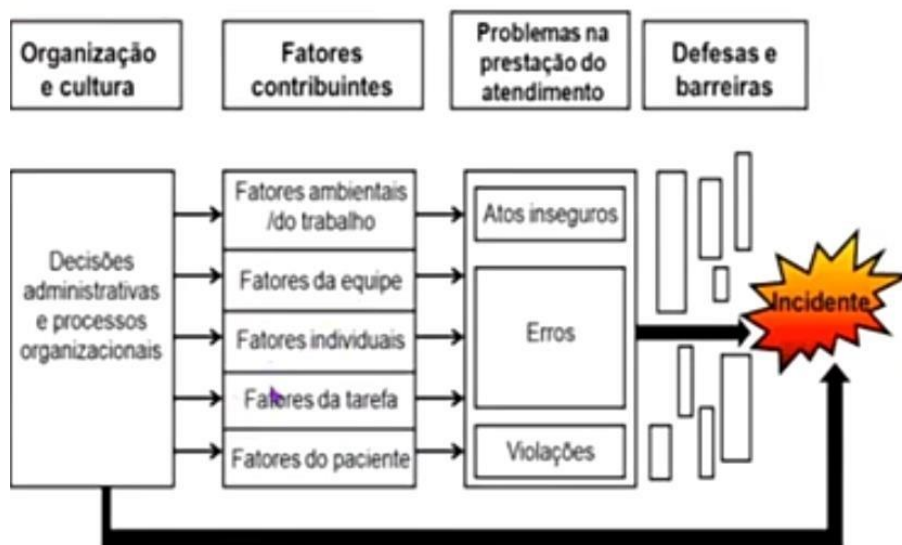 Organização
e cultura
Fatores
contribuintes
Problemas na
prestação do
atendimento
Defesas e
barreiras
Decisões
administrativas
e processos
organizacionais
Fatores ambientais
/do trabalho
Fatores da equipe
Fatores individuais
Fatores da tarefa
Fatores do paciente
Atos inseguros
Erros
Violações
Incidente